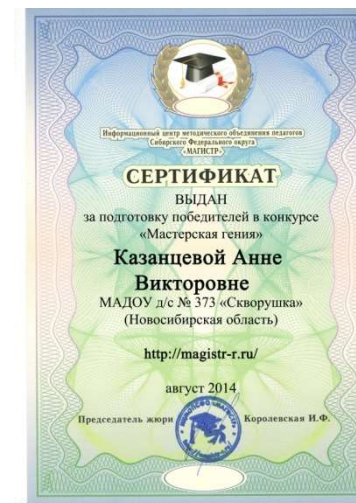 Информационный центр методического объединения педагогов
Сибирского Федерального округа
«МАГИСТР»
СЕРТИФИКАТ
ВЫДАН
за подготовку победителей в конкурсе
«Мастерская гения»
Казанцевой Анне
Викторовне
МАДОУ д/с № 373 «Скворушка»
(Новосибирская область)
http://magistr-r.ru/
август 2014
Председатель жюри Королевская И.Ф.